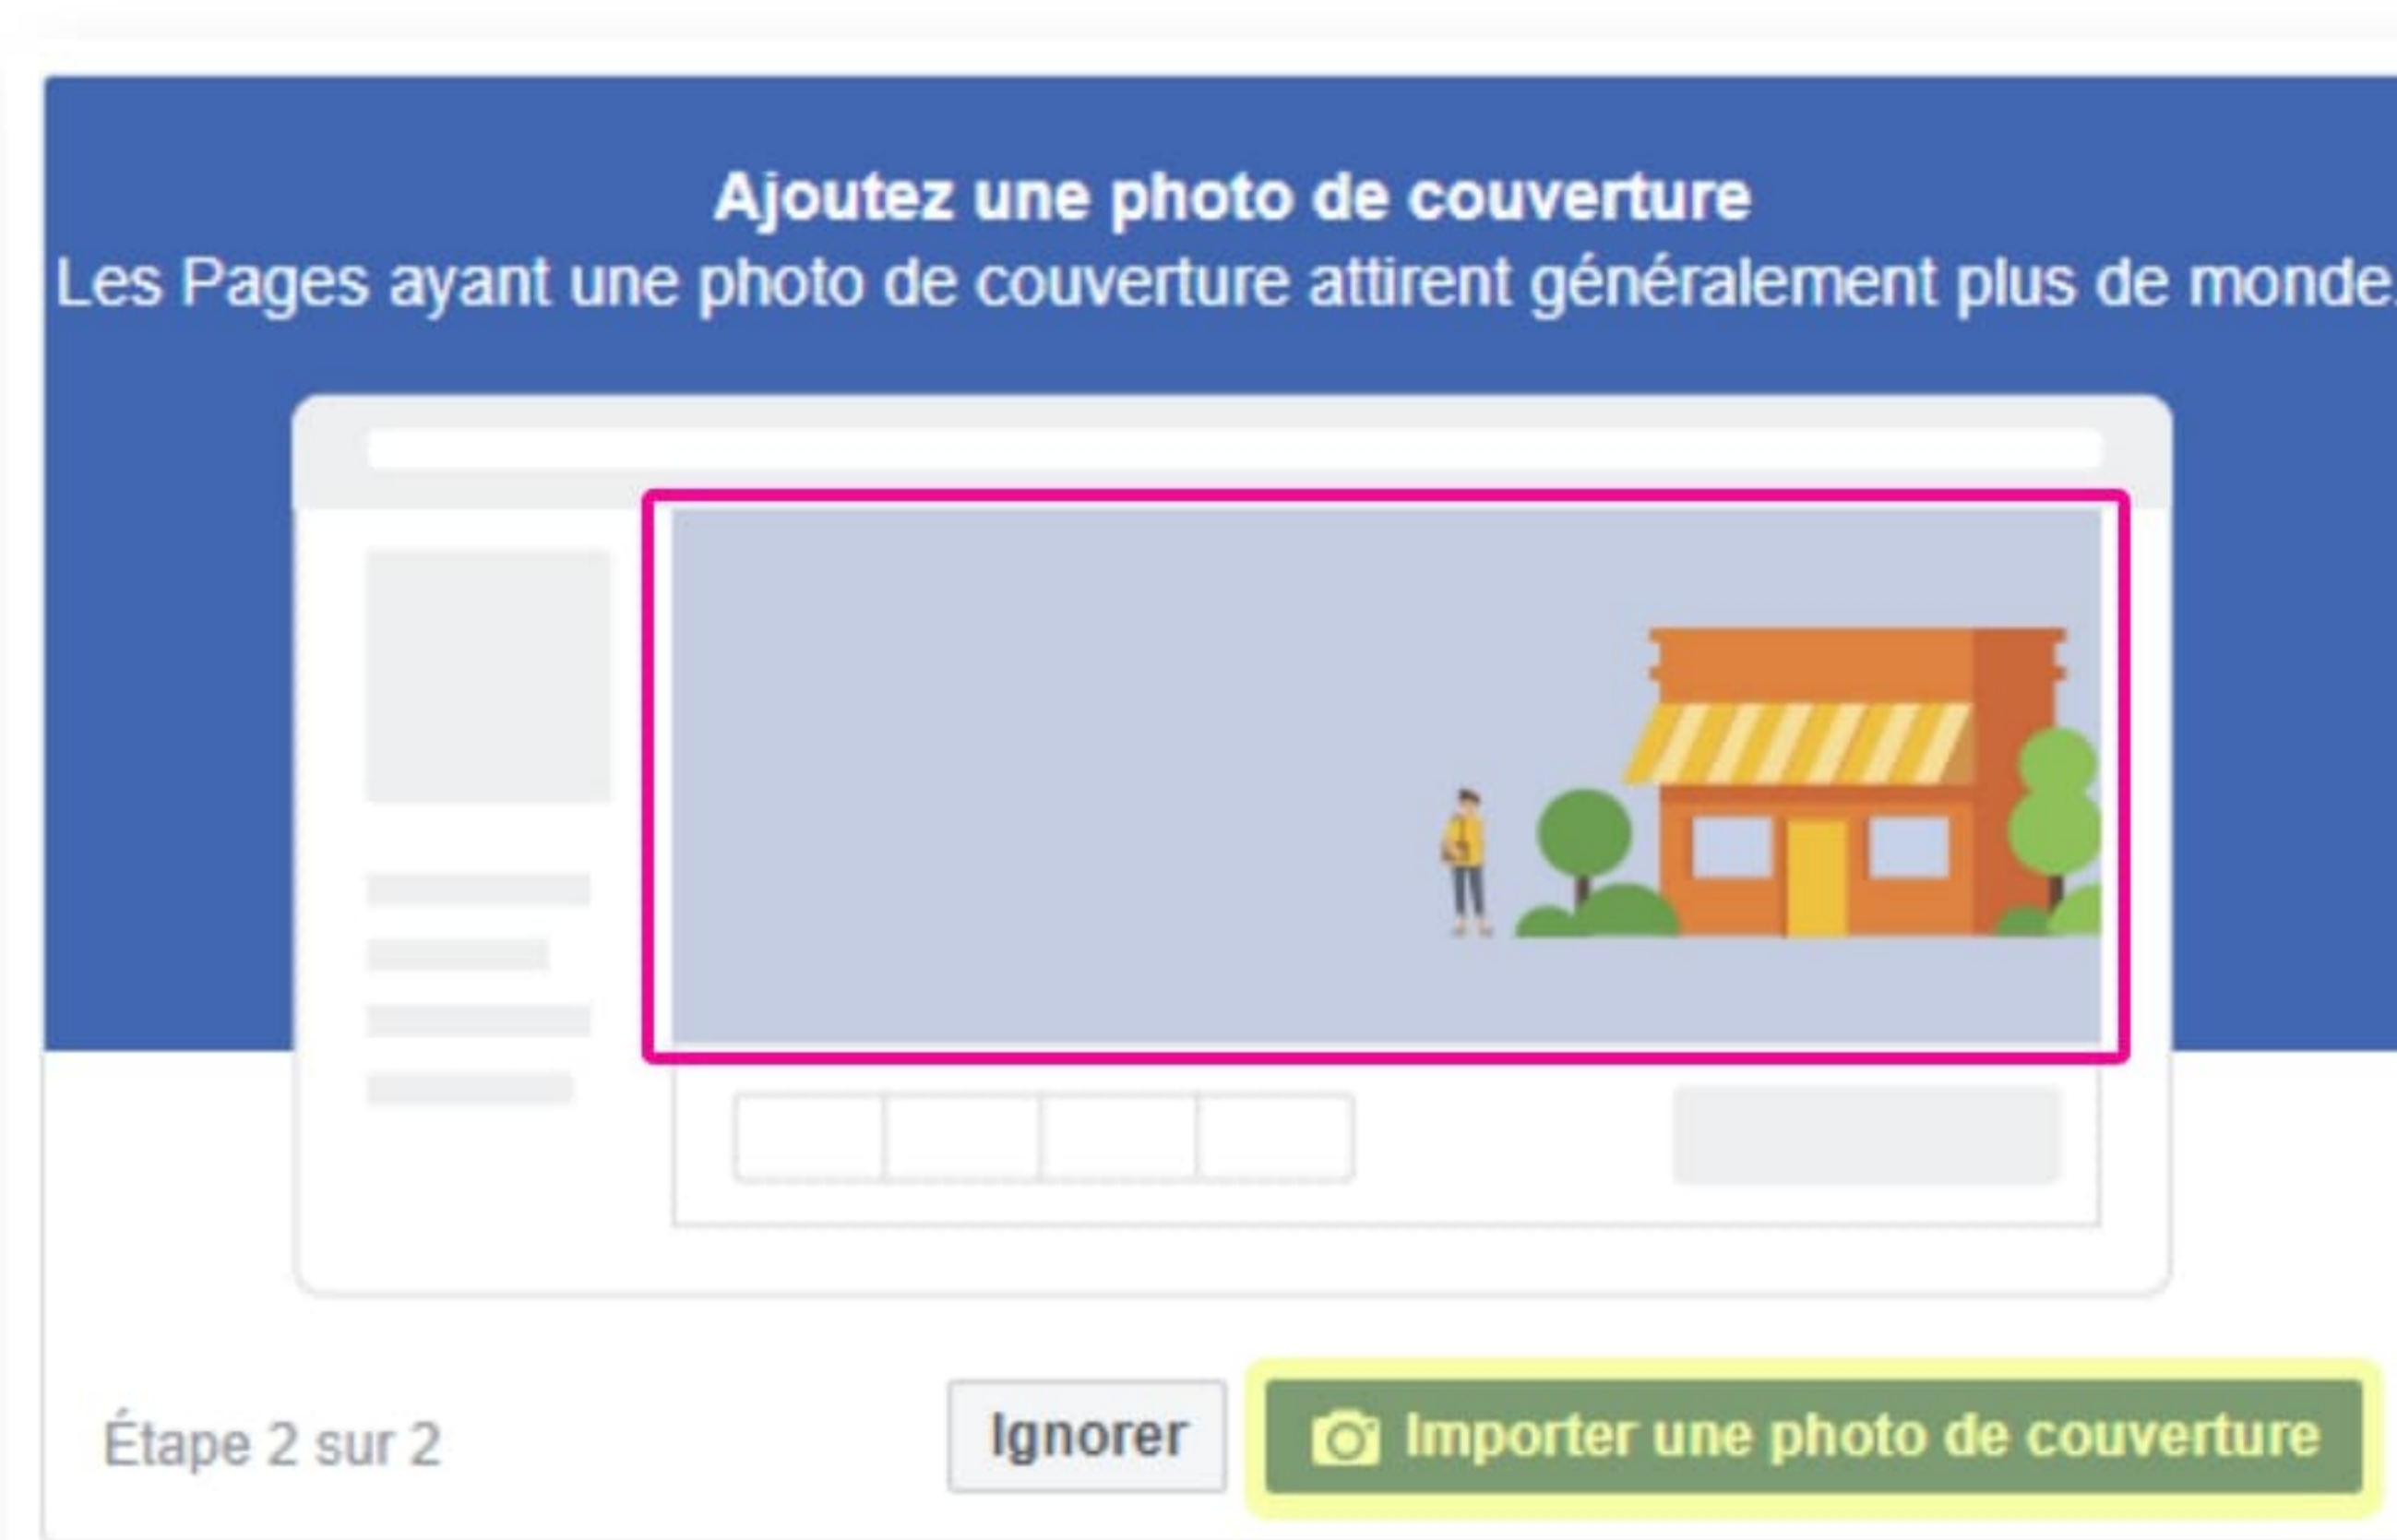 Ajoutez une photo de couverture
Les Pages ayant une photo de couverture attirent généralement plus de monde.
Étape 2 sur 2
Ignorer
Importer une photo de couverture